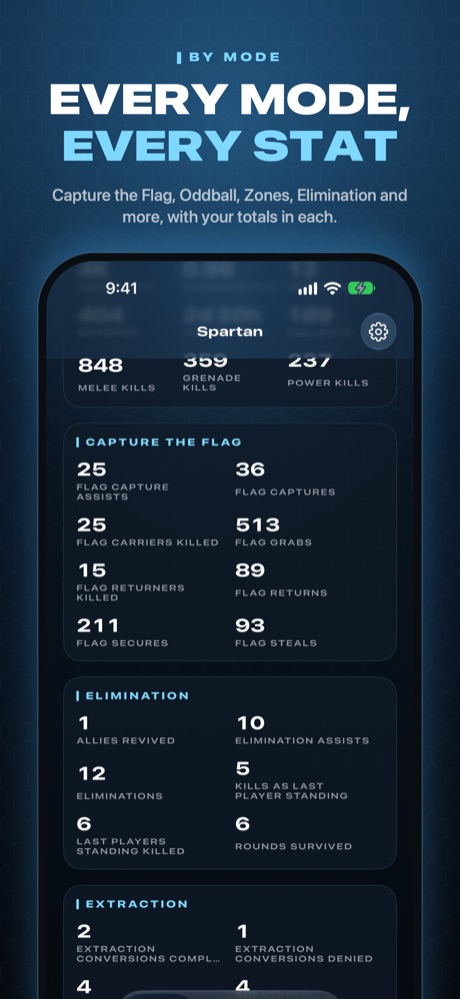 BY MODE
EVERY MODE,
EVERY STAT
Capture the Flag, Oddball, Zones, Elimination and
more, with your totals in each.
9:41
Spartan
848 359 237
MELEE KILLS GRENADE KILLS POWER KILLS
CAPTURE THE FLAG
25 36
FLAG CAPTURE ASSISTS FLAG CAPTURES
25 513
FLAG CARRIERS KILLED FLAG GRABS
15 89
FLAG RETURNERS KILLED FLAG RETURNS
211 93
FLAG SECURES FLAG STEALS
ELIMINATION
1 10
ALLIES REVIVED ELIMINATION ASSISTS
12 5
ELIMINATIONS KILLS AS LAST PLAYER STANDING
6 6
LAST PLAYERS STANDING KILLED ROUNDS SURVIVED
EXTRACTION
2 1
EXTRACTION CONVERSIONS COMPL… EXTRACTION CONVERSIONS DENIED
4 4